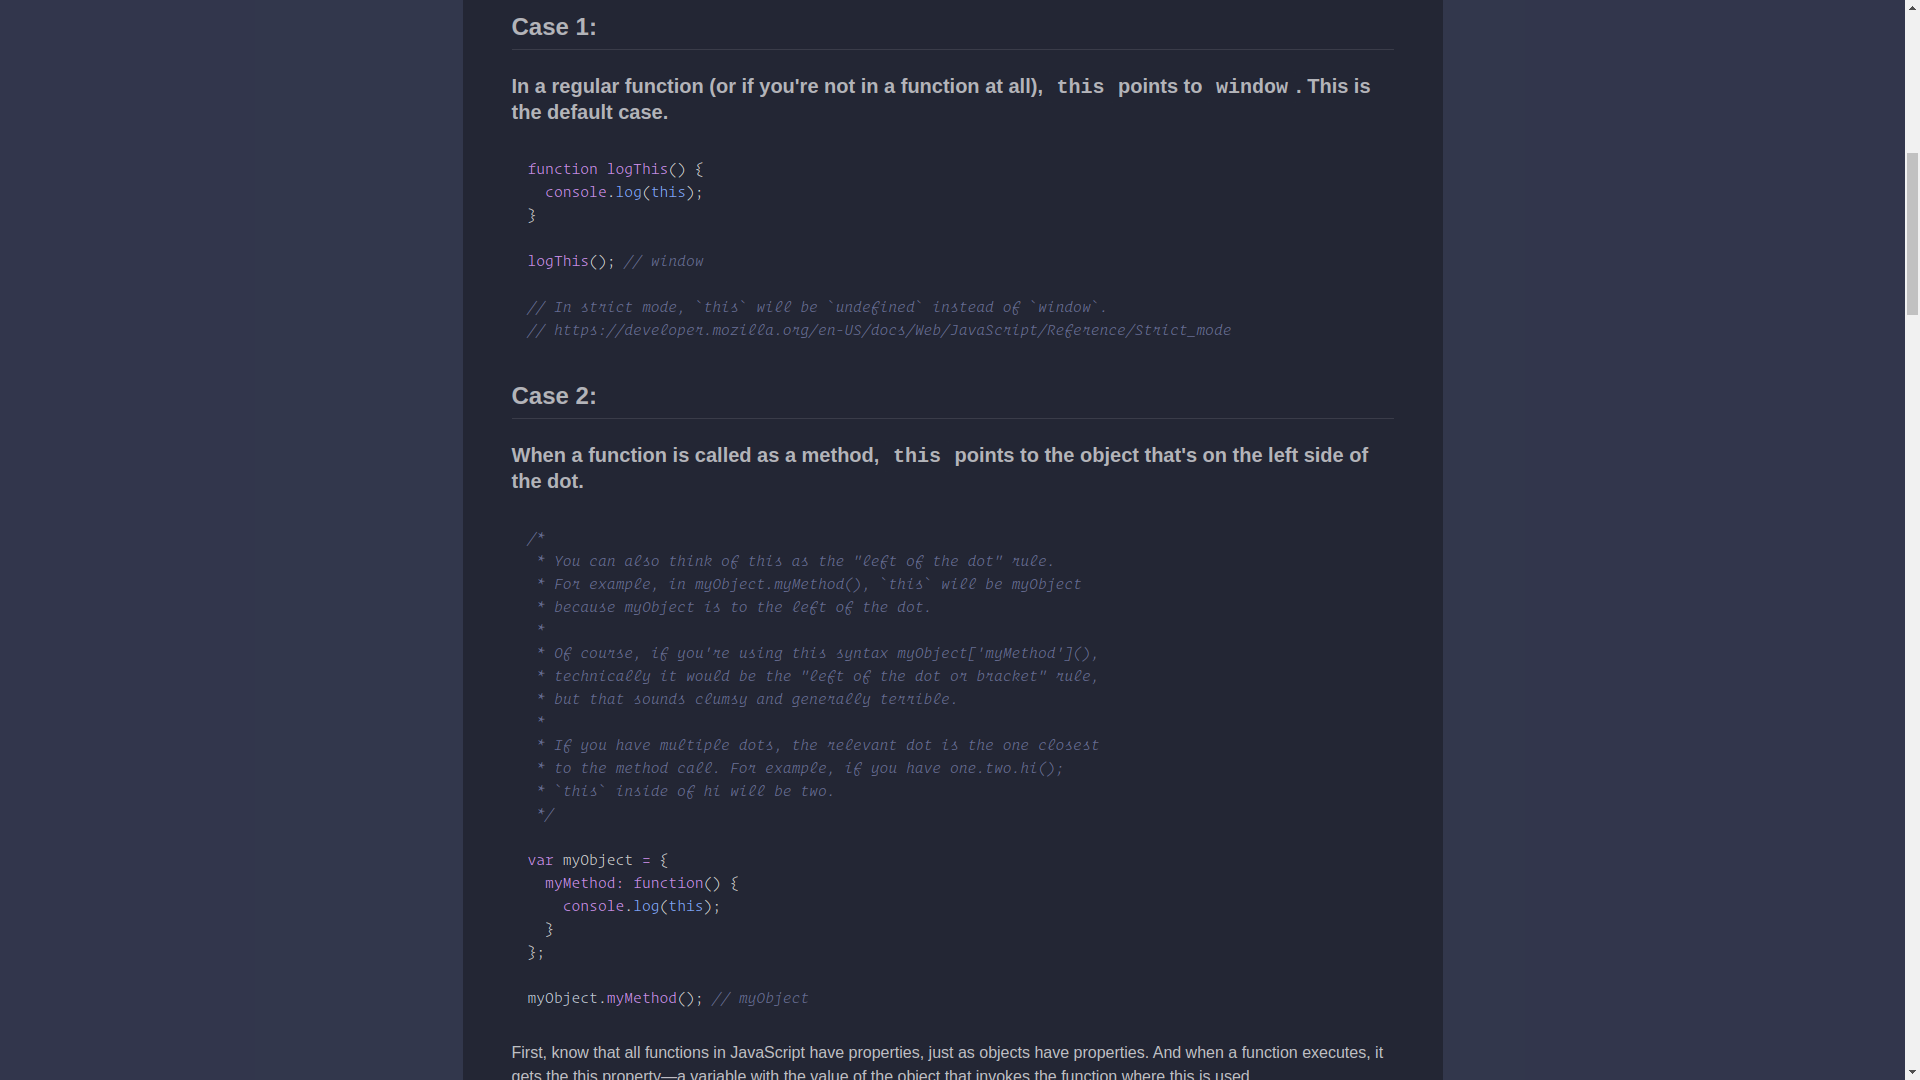 Case 1:
In a regular function (or if you're not in a function at all), this points to window. This is
the default case.
function logThis() {
  console.log(this);
}
logThis(); // window
// In strict mode, `this` will be `undefined` instead of `window`.
// https://developer.mozilla.org/en-US/docs/Web/JavaScript/Reference/Strict_mode
Case 2:
When a function is called as a method, this points to the object that's on the left side of
the dot.
/*
 * You can also think of this as the "left of the dot" rule.
 * For example, in myObject.myMethod(), `this` will be myObject
 * because myObject is to the left of the dot.
 *
 * Of course, if you're using this syntax myObject['myMethod'](),
 * technically it would be the "left of the dot or bracket" rule,
 * but that sounds clumsy and generally terrible.
 *
 * If you have multiple dots, the relevant dot is the one closest
 * to the method call. For example, if you have one.two.hi();
 * `this` inside of hi will be two.
 */
var myObject = {
  myMethod: function() {
    console.log(this);
  }
};
myObject.myMethod(); // myObject
First, know that all functions in JavaScript have properties, just as objects have properties. And when a function executes, it
gets the this property—a variable with the value of the object that invokes the function where this is used.